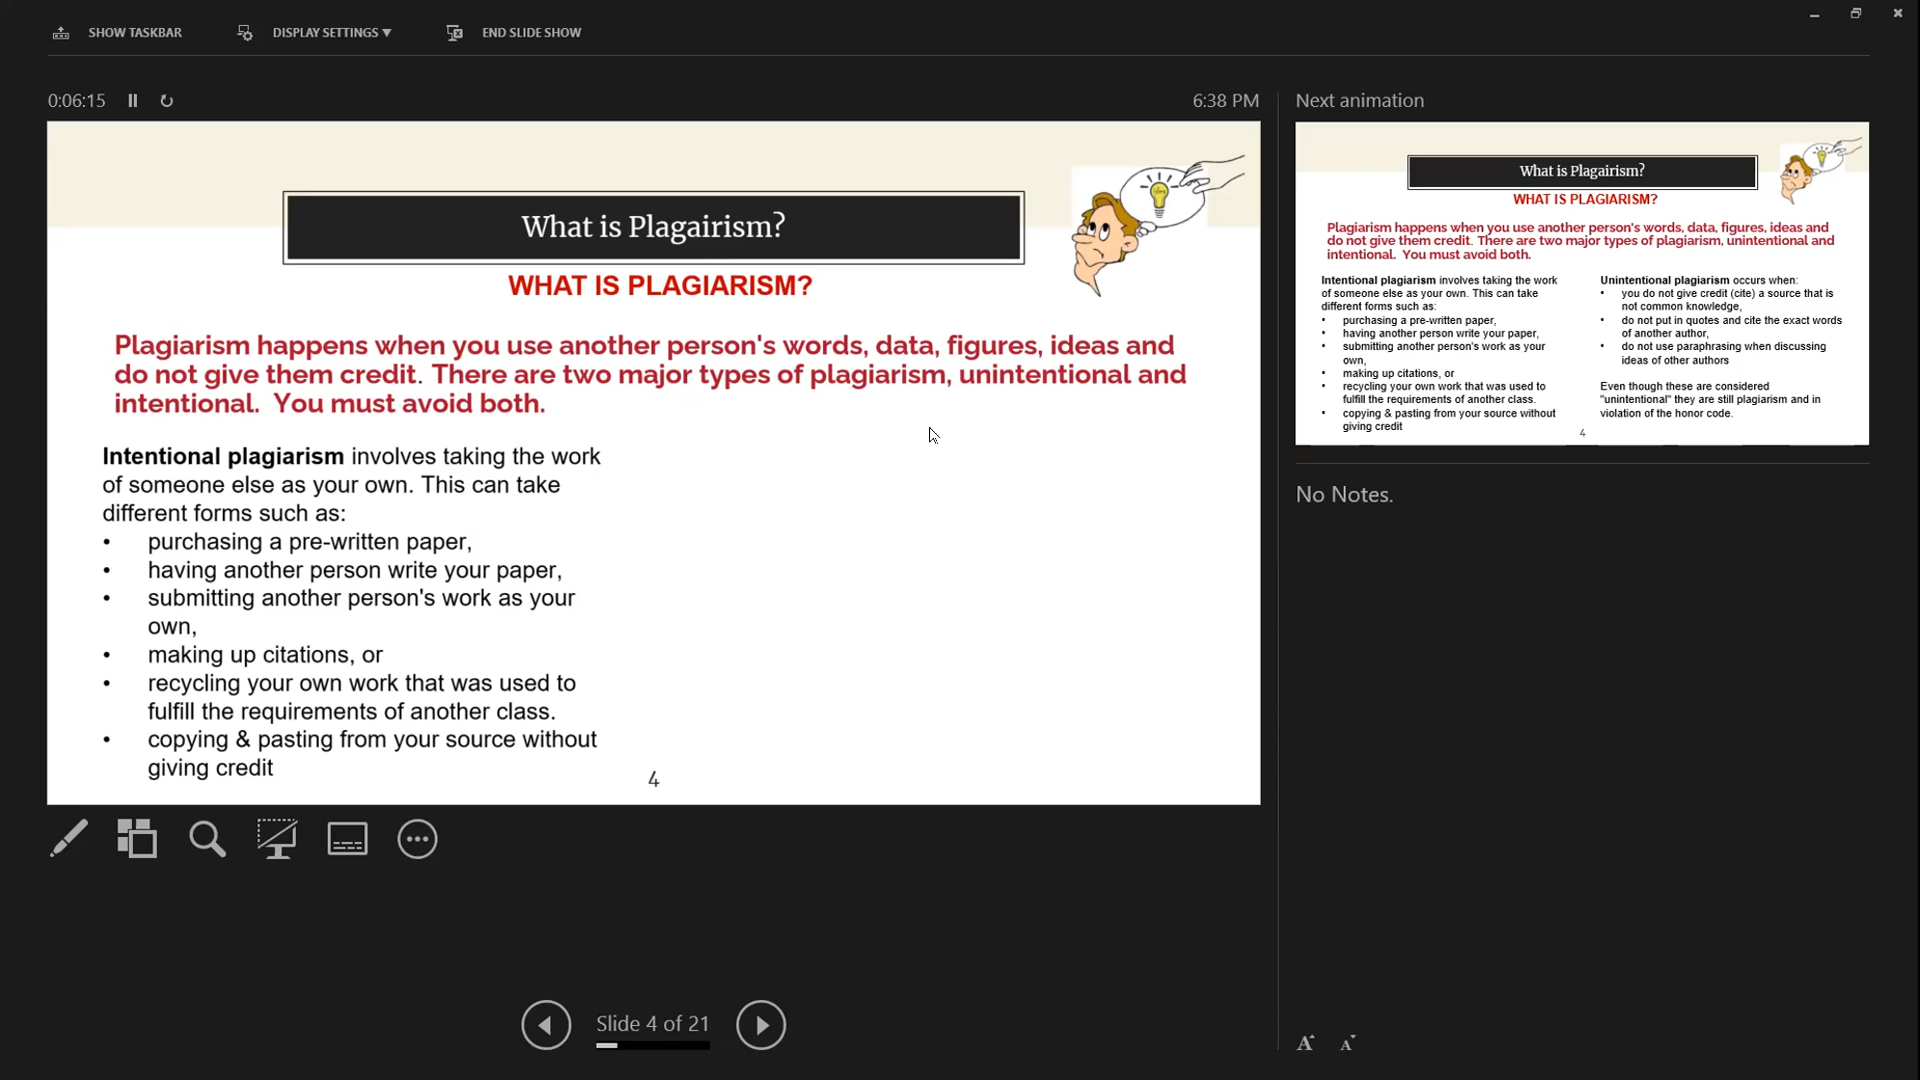 SHOW TASKBAR
DISPLAY SETTINGS ▼
END SLIDE SHOW
0:06:15
6:38 PM
What is Plagairism?
WHAT IS PLAGIARISM?
Plagiarism happens when you use another person's words, data, figures, ideas and
do not give them credit. There are two major types of plagiarism, unintentional and
intentional.  You must avoid both.
Intentional plagiarism involves taking the work
of someone else as your own. This can take
different forms such as:
• purchasing a pre-written paper,
• having another person write your paper,
• submitting another person's work as your
own,
• making up citations, or
• recycling your own work that was used to
fulfill the requirements of another class.
• copying & pasting from your source without
giving credit
4
Slide 4 of 21
Next animation
What is Plagairism?
WHAT IS PLAGIARISM?
Plagiarism happens when you use another person's words, data, figures, ideas and
do not give them credit. There are two major types of plagiarism, unintentional and
intentional.  You must avoid both.
Intentional plagiarism involves taking the work
of someone else as your own. This can take
different forms such as:
• purchasing a pre-written paper,
• having another person write your paper,
• submitting another person's work as your
own,
• making up citations, or
• recycling your own work that was used to
fulfill the requirements of another class.
• copying & pasting from your source without
giving credit
Unintentional plagiarism occurs when:
• you do not give credit (cite) a source that is
not common knowledge,
• do not put in quotes and cite the exact words
of another author,
• do not use paraphrasing when discussing
ideas of other authors
Even though these are considered
"unintentional" they are still plagiarism and in
violation of the honor code.
4
No Notes.
A A